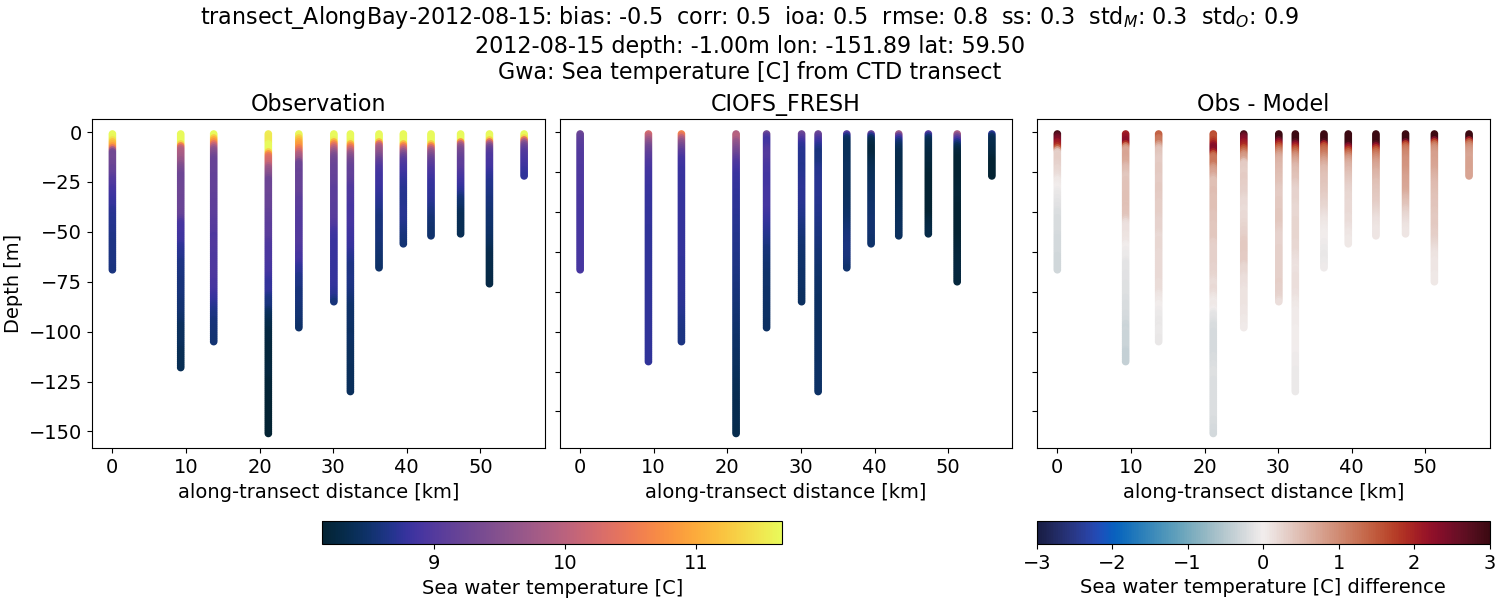 transect_AlongBay-2012-08-15: bias: -0.5 corr: 0.5 ioa: 0.5 rmse: 0.8 ss: 0.3 std_M: 0.3 std_O: 0.9
2012-08-15 depth: -1.00m lon: -151.89 lat: 59.50
Gwa: Sea temperature [C] from CTD transect
Observation CIOFS_FRESH Obs - Model
Depth [m]
0
−25
−50
−75
−100
−125
−150
0 10 20 30 40 50 0 10 20 30 40 50 0 10 20 30 40 50
along-transect distance [km] along-transect distance [km] along-transect distance [km]
9 10 11 −3 −2 −1 0 1 2 3
Sea water temperature [C] Sea water temperature [C] difference